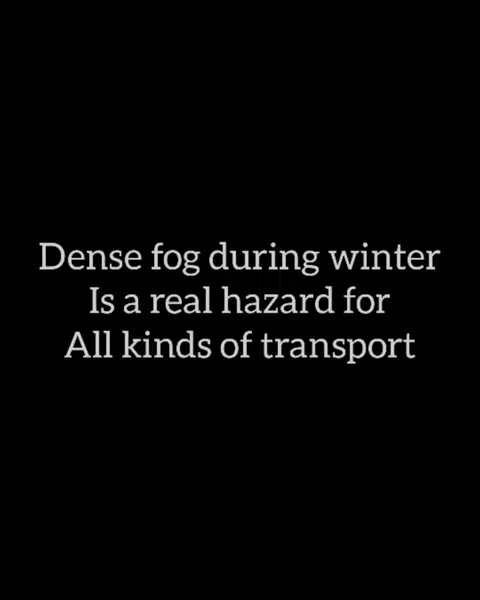 Dense fog during winter
Is a real hazard for
All kinds of transport